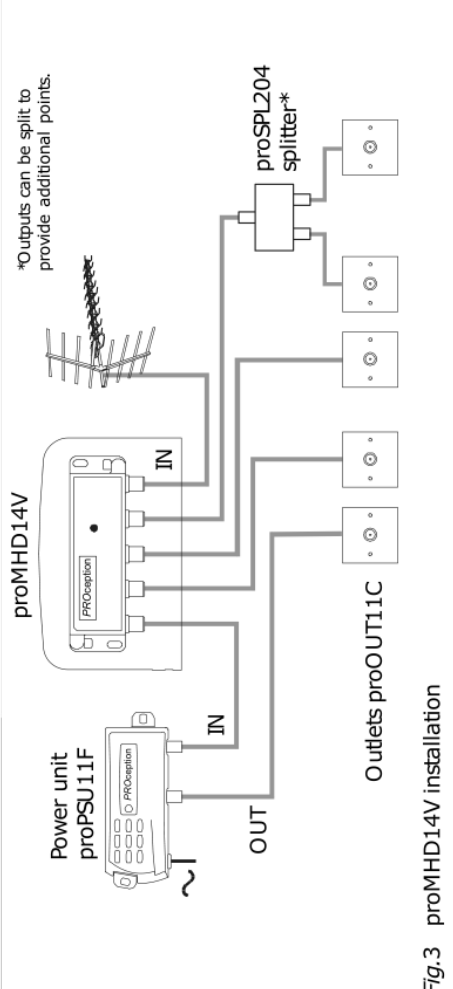 *Outputs can be split to
provide additional points.
proMHD14V
PROception
IN
proSPL204
splitter*
Power unit
proPSU11F
PROception
IN
OUT
Outlets proOUT11C
Fig.3 proMHD14V installation